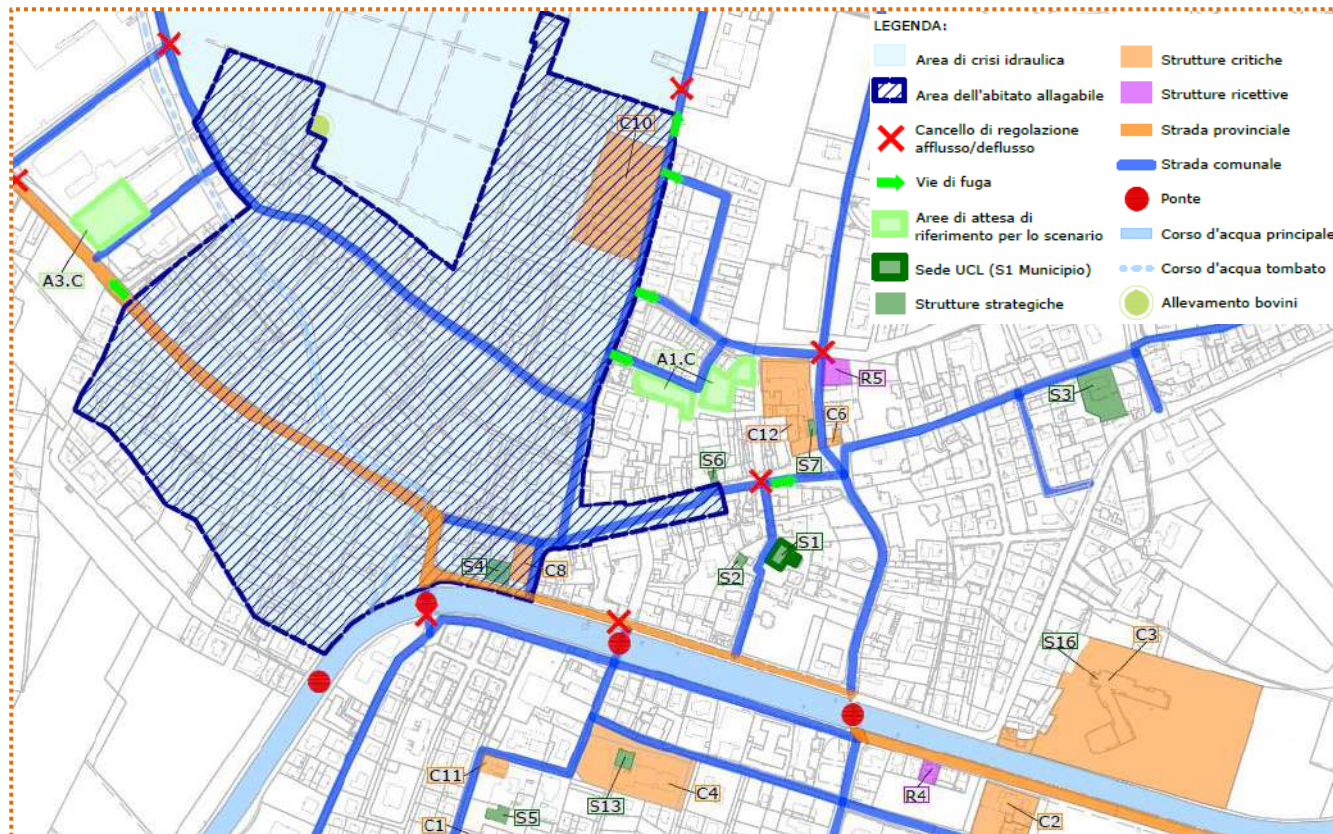 LEGENDA:
Area di crisi idraulica
Area dell'abitato allagabile
Cancello di regolazione
afflusso/deflusso
Vie di fuga
Aree di attesa di
riferimento per lo scenario
Sede UCL (S1 Municipio)
Strutture strategiche
Strutture critiche
Strutture ricettive
Strada provinciale
Strada comunale
Ponte
Corso d'acqua principale
Corso d'acqua tombato
Allevamento bovini
C10
A3.C
A1.C
R5
S3
C12
C6
S7
S6
S1
S2
S4
C8
C3
S16
C11
S13
C4
R4
S5
C1
C2